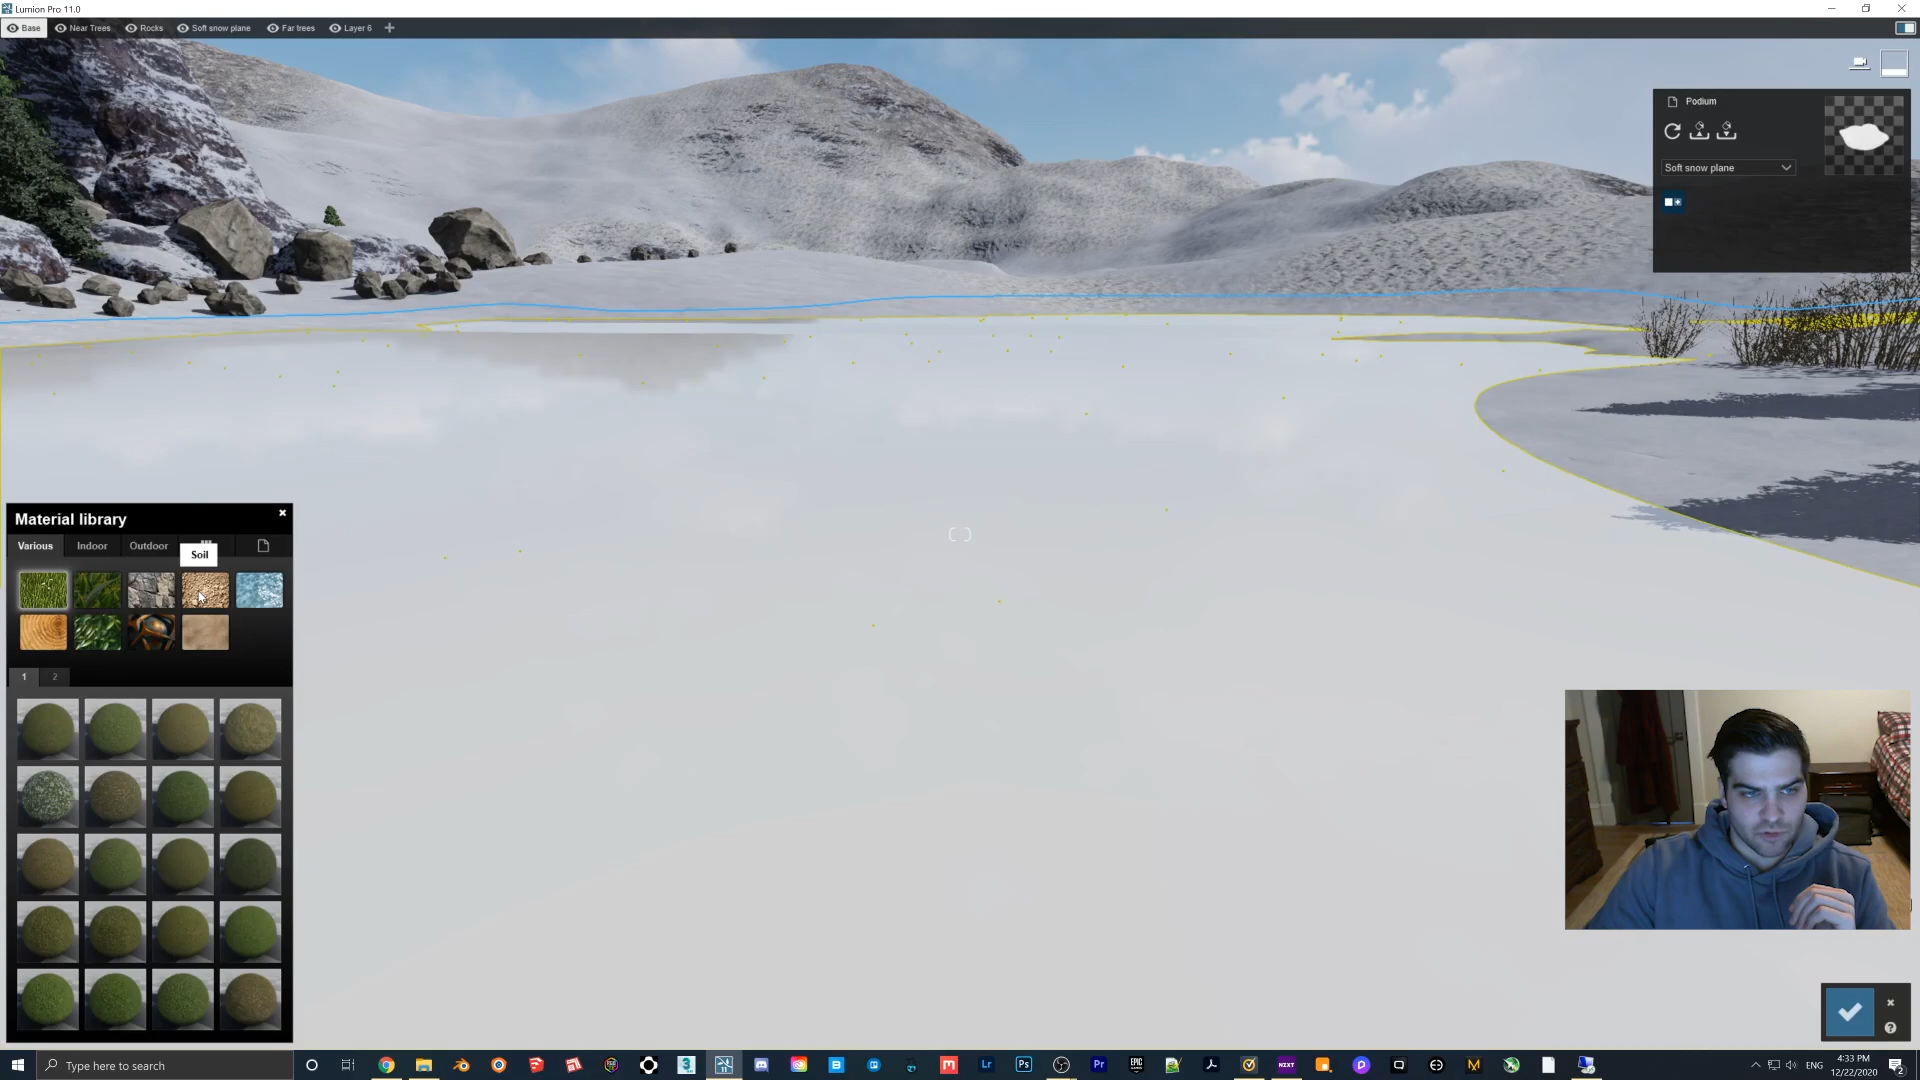 Lumion Pro 11.0
Base Near Trees Rocks Soft snow plane Far trees Layer 6
Podium
Soft snow plane
Material library
Various Indoor Outdoor
Soil
1 2
Type here to search
ENG
4:33 PM
12/22/2020